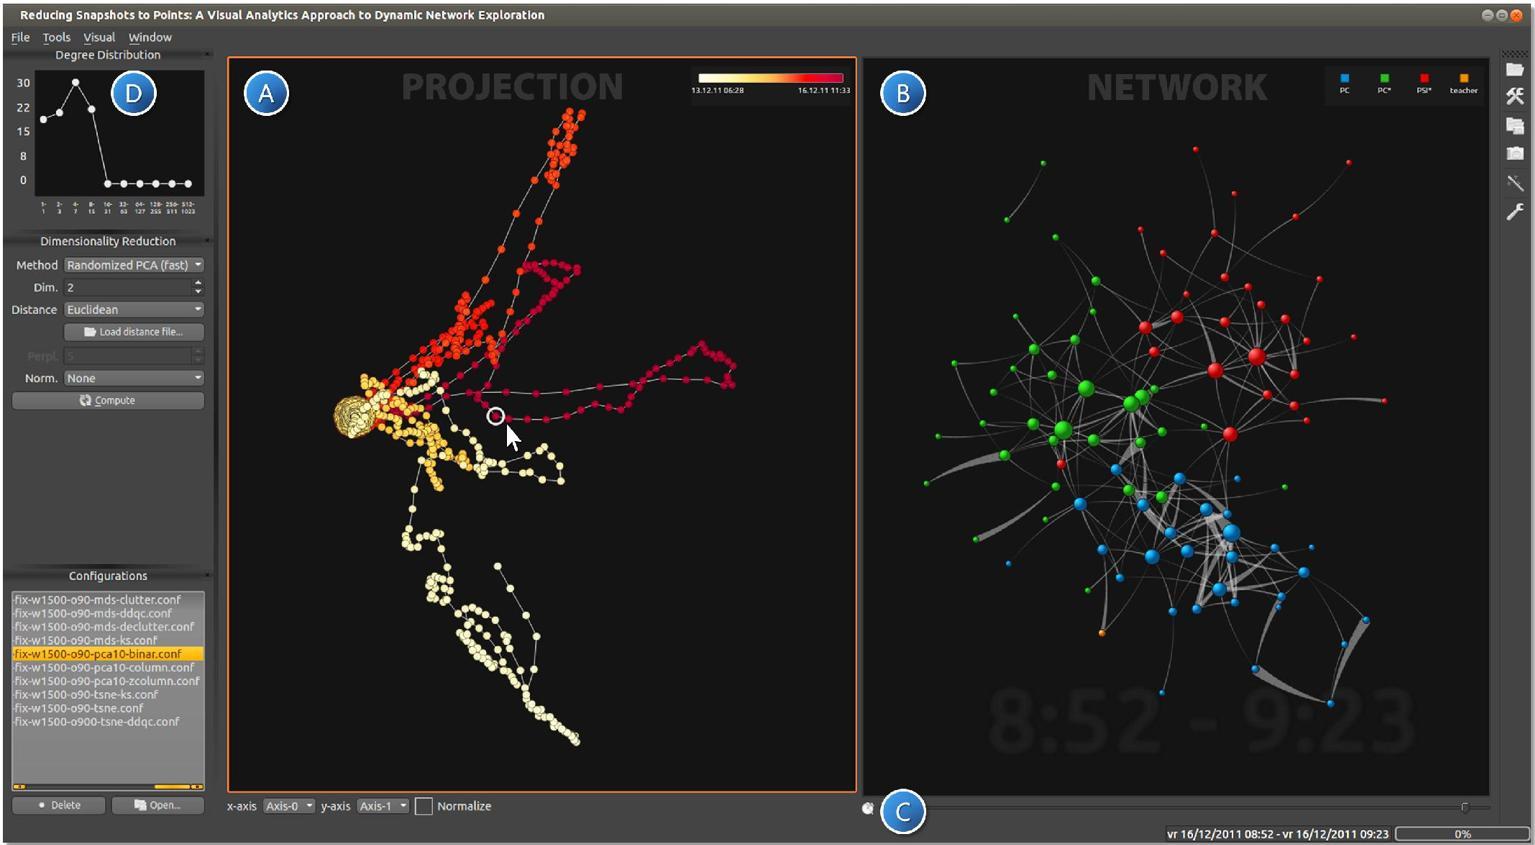 Reducing Snapshots to Points: A Visual Analytics Approach to Dynamic Network Exploration
File Tools Visual Window
Degree Distribution
30
22
15
8
0
1-1 2-3 4-7 8-15 16-31 32-63 64-127 128-255 256-511 512-1023
D
Dimensionality Reduction
Method Randomized PCA (fast)
Dim. 2
Distance Euclidean
Load distance file...
Perpl. 5
Norm. None
Compute
Configurations
fix-w1500-o90-mds-clutter.conf
fix-w1500-o90-mds-ddqc.conf
fix-w1500-o90-mds-declutter.conf
fix-w1500-o90-mds-ks.conf
fix-w1500-o90-pca10-binar.conf
fix-w1500-o90-pca10-column.conf
fix-w1500-o90-pca10-zcolumn.conf
fix-w1500-o90-tsne-ks.conf
fix-w1500-o90-tsne.conf
fix-w1500-o900-tsne-ddqc.conf
Delete Open...
A
PROJECTION
13.12.11 06:28 16.12.11 11:33
x-axis Axis-0 y-axis Axis-1 Normalize
B
NETWORK
PC PC* PSI* teacher
8:52 - 9:23
C
vr 16/12/2011 08:52 - vr 16/12/2011 09:23 0%